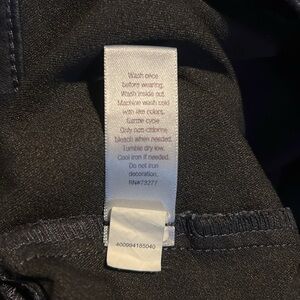 Wash once
before wearing.
Wash inside out.
Machine wash cold
with like colors.
Gentle cycle
Only non-chlorine
bleach when needed.
Tumble dry low.
Cool iron if needed.
Do not iron
decoration.
RN#73277
400994185040